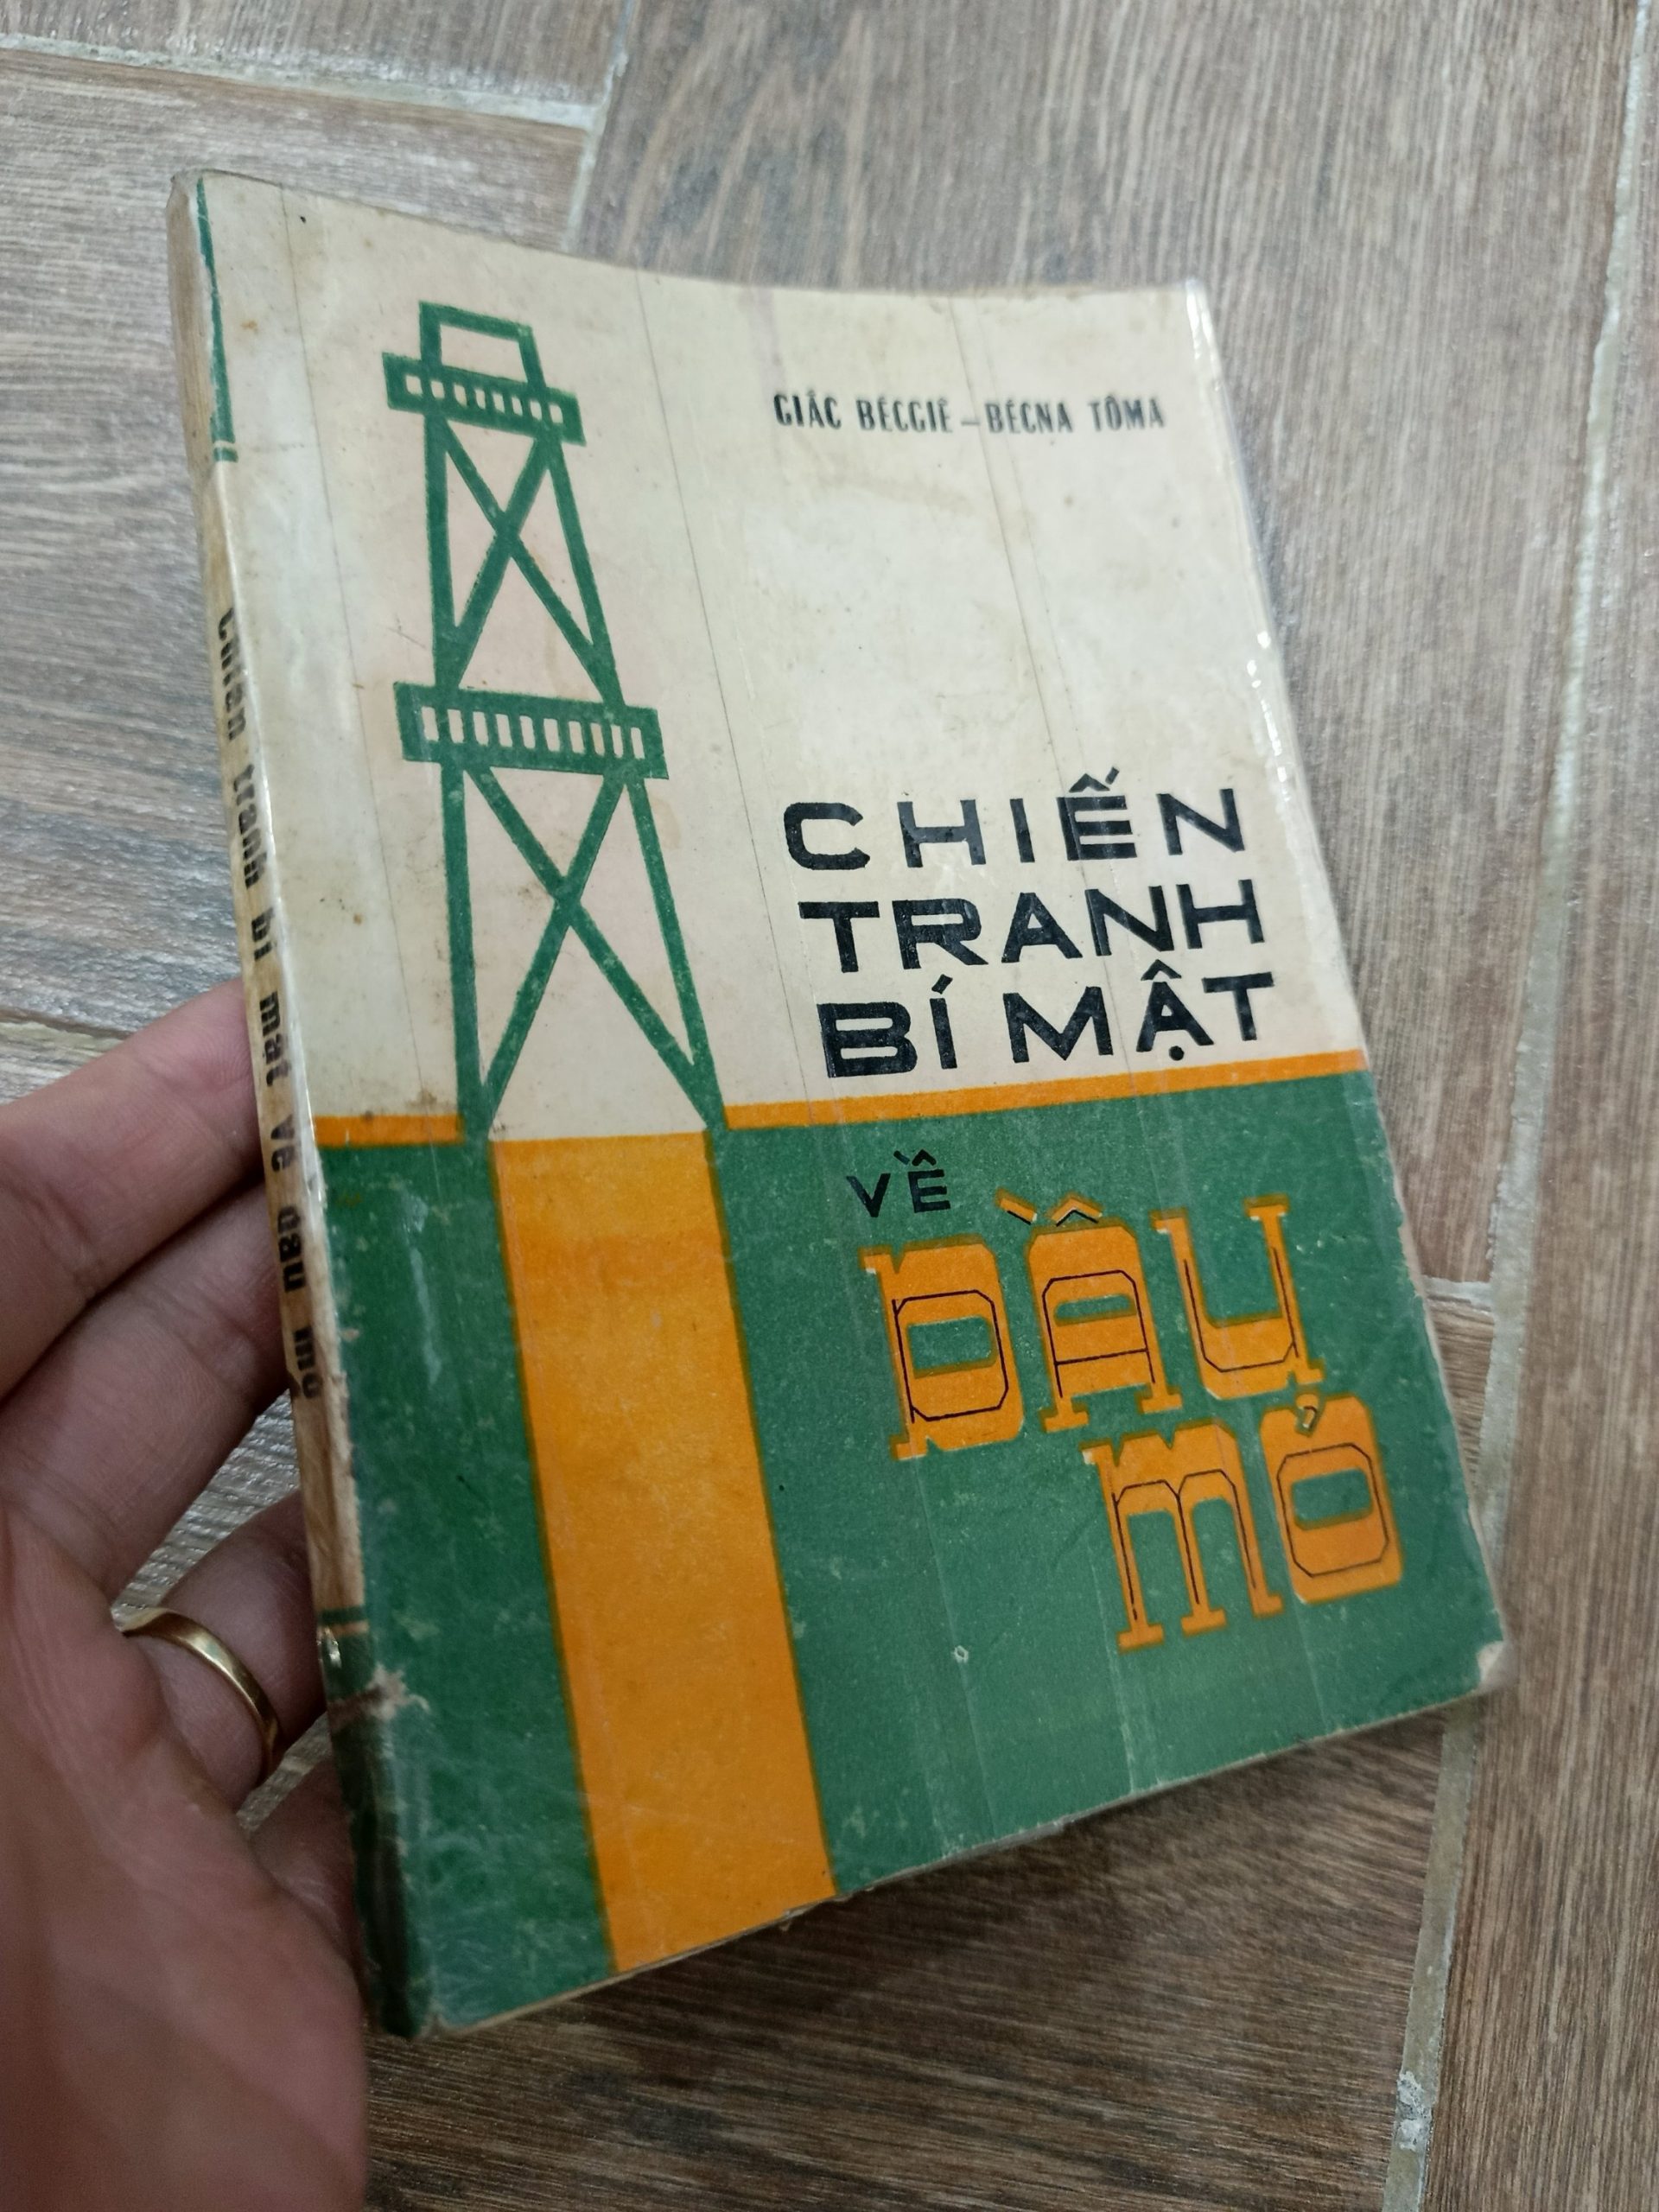 GIẮC BÉCGIÊ – BÉCNA TÔMA
CHIẾN
TRANH
BÍ MẬT
VỀ
DẦU
MỎ
Chiến tranh bí mật về dầu mỏ